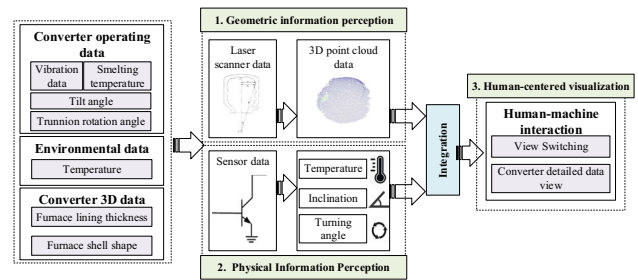 Converter operating
data
Vibration
data
Smelting
temperature
Tilt angle
Trunnion rotation angle
Environmental data
Temperature
Converter 3D data
Furnace lining thickness
Furnace shell shape
1. Geometric information perception
Laser
scanner data
3D point cloud
data
Sensor data
Temperature
Inclination
Turning
angle
2. Physical Information Perception
Integration
3. Human-centered visualization
Human-machine
interaction
View Switching
Converter detailed data
view